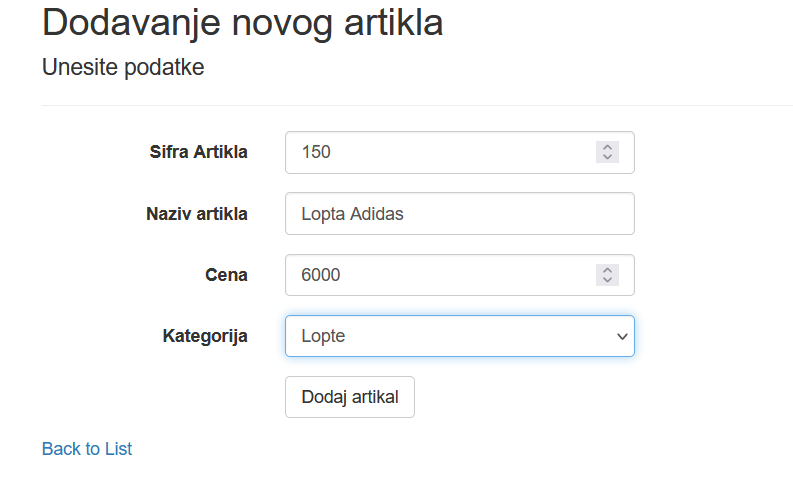 Dodavanje novog artikla
Unesite podatke
Sifra Artikla 150
Naziv artikla Lopta Adidas
Cena 6000
Kategorija Lopte
Dodaj artikal
Back to List